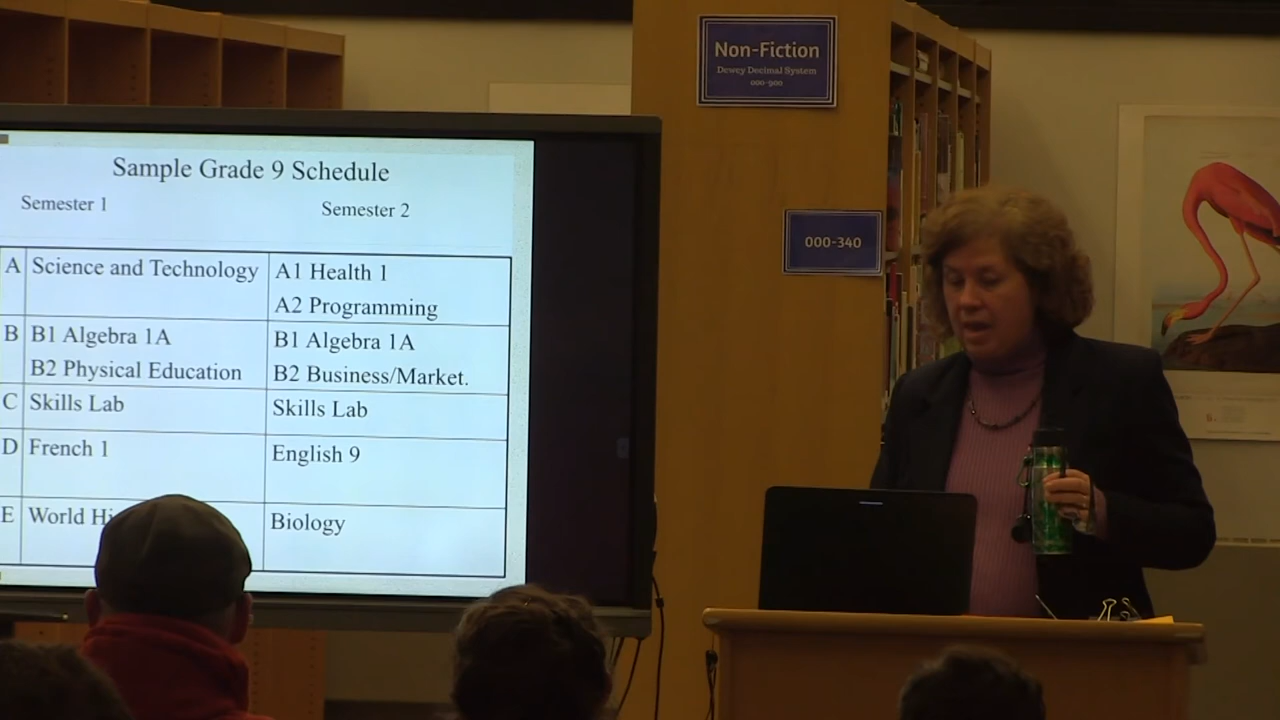 Non-Fiction
Dewey Decimal System
000-900
000-340
Sample Grade 9 Schedule
Semester 1
Semester 2
A Science and Technology
A1 Health 1
A2 Programming
B B1 Algebra 1A
B1 Algebra 1A
B2 Physical Education
B2 Business/Market.
C Skills Lab
Skills Lab
D French 1
English 9
E World
Biology